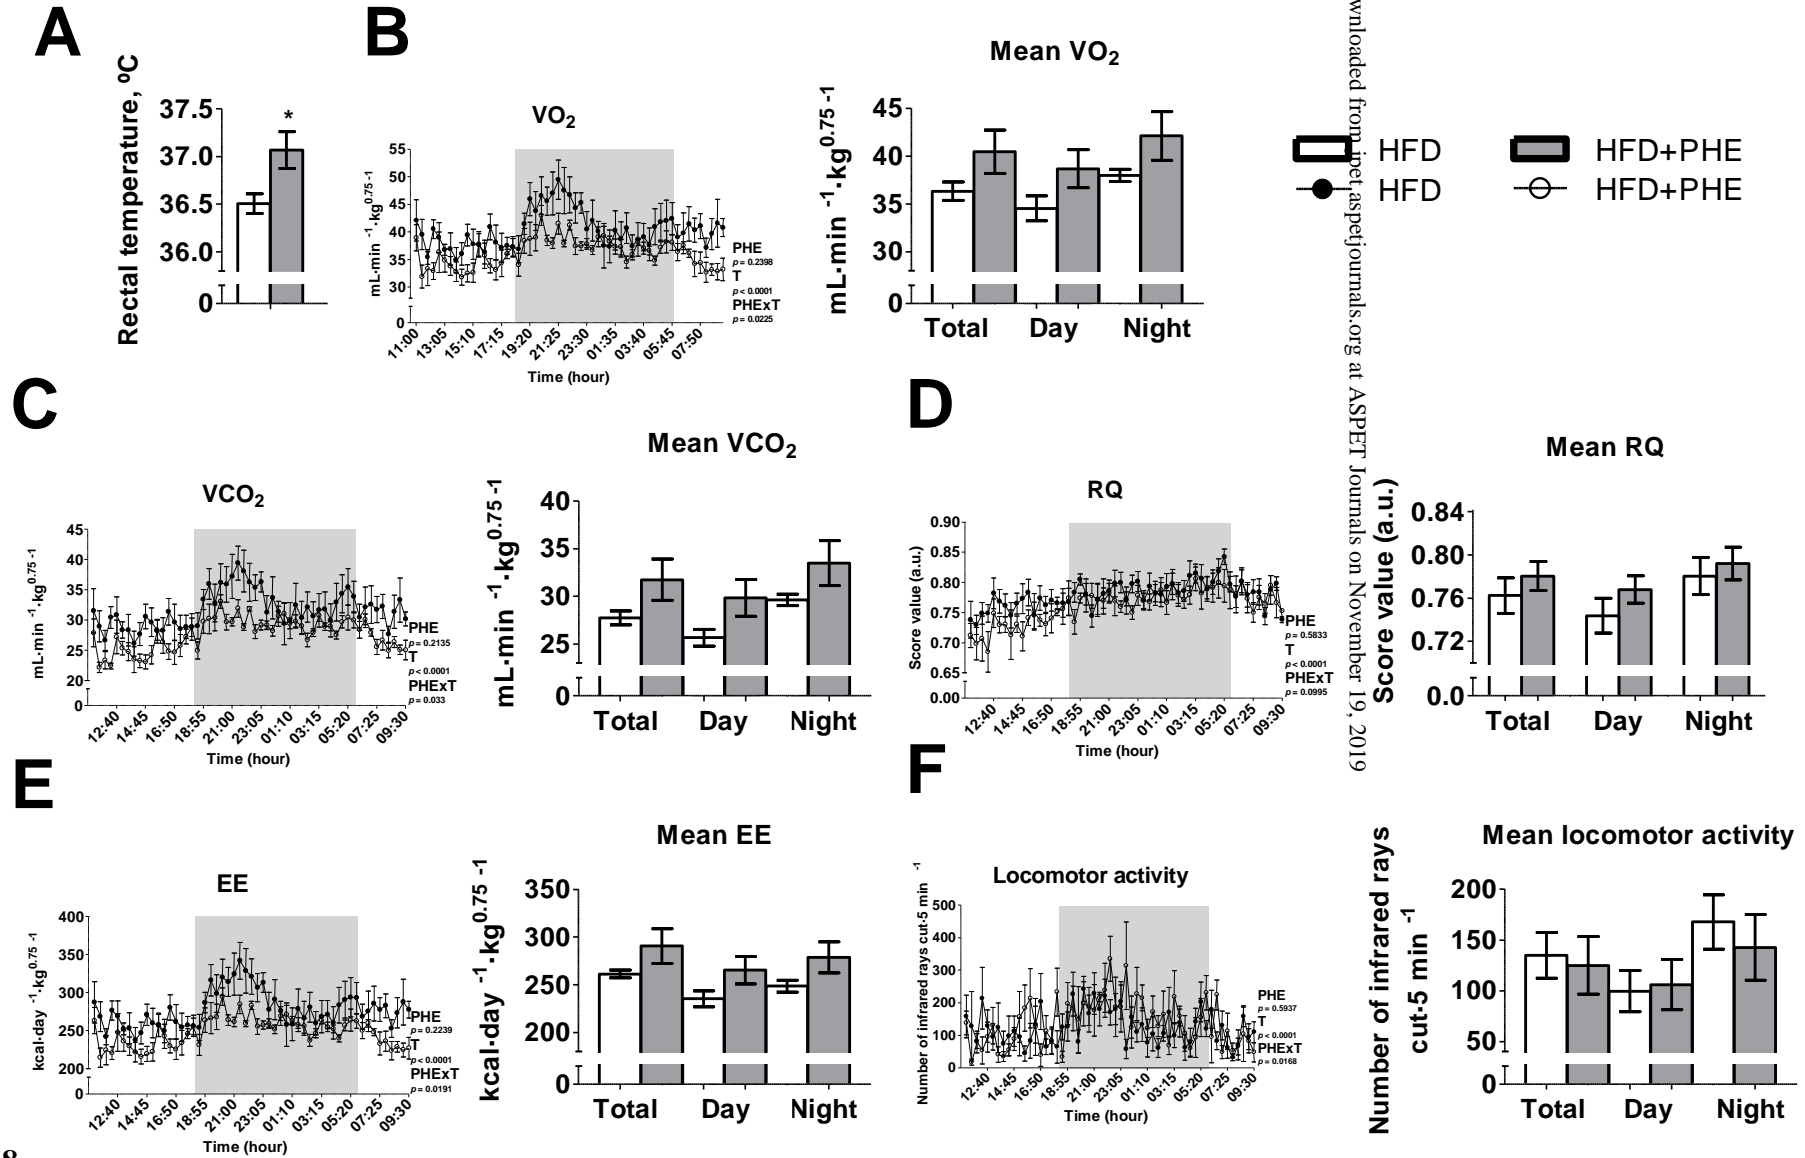 A
Rectal temperature, ºC
37.5
37.0
36.5
36.0
0
*
B
VO2
mL·min -1·kg0.75 -1
55
50
45
40
35
30
0
11:00 13:05 15:10 17:15 19:20 21:25 23:30 01:35 03:40 05:45 07:50
Time (hour)
PHE
p = 0.2398
T
p < 0.0001
PHExT
p = 0.0225
Mean VO2
mL·min -1·kg0.75 -1
45
40
35
30
0
Total Day Night
HFD HFD+PHE
HFD HFD+PHE
wnloaded from jpet.aspetjournals.org at ASPET Journals on November 19, 2019
C
VCO2
mL·min -1·kg0.75 -1
45
40
35
30
25
20
0
12:40 14:45 16:50 18:55 21:00 23:05 01:10 03:15 05:20 07:25 09:30
Time (hour)
PHE
p = 0.2135
T
p < 0.0001
PHExT
p = 0.033
Mean VCO2
mL·min -1·kg0.75 -1
40
35
30
25
0
Total Day Night
D
RQ
Score value (a.u.)
0.90
0.85
0.80
0.75
0.70
0.65
0.00
12:40 14:45 16:50 18:55 21:00 23:05 01:10 03:15 05:20 07:25 09:30
Time (hour)
PHE
p = 0.5833
T
p < 0.0001
PHExT
p = 0.0995
Mean RQ
Score value (a.u.)
0.84
0.80
0.76
0.72
0.0
Total Day Night
E
EE
kcal·day -1·kg0.75 -1
400
350
300
250
200
0
12:40 14:45 16:50 18:55 21:00 23:05 01:10 03:15 05:20 07:25 09:30
Time (hour)
PHE
p = 0.2239
T
p < 0.0001
PHExT
p = 0.0191
Mean EE
kcal·day -1·kg0.75 -1
350
300
250
200
0
Total Day Night
F
Locomotor activity
Number of infrared rays cut·5 min -1
500
400
300
200
100
0
12:40 14:45 16:50 18:55 21:00 23:05 01:10 03:15 05:20 07:25 09:30
Time (hour)
PHE
p = 0.5937
T
p < 0.0001
PHExT
p = 0.0168
Mean locomotor activity
Number of infrared rays
cut·5 min -1
200
150
100
50
0
Total Day Night